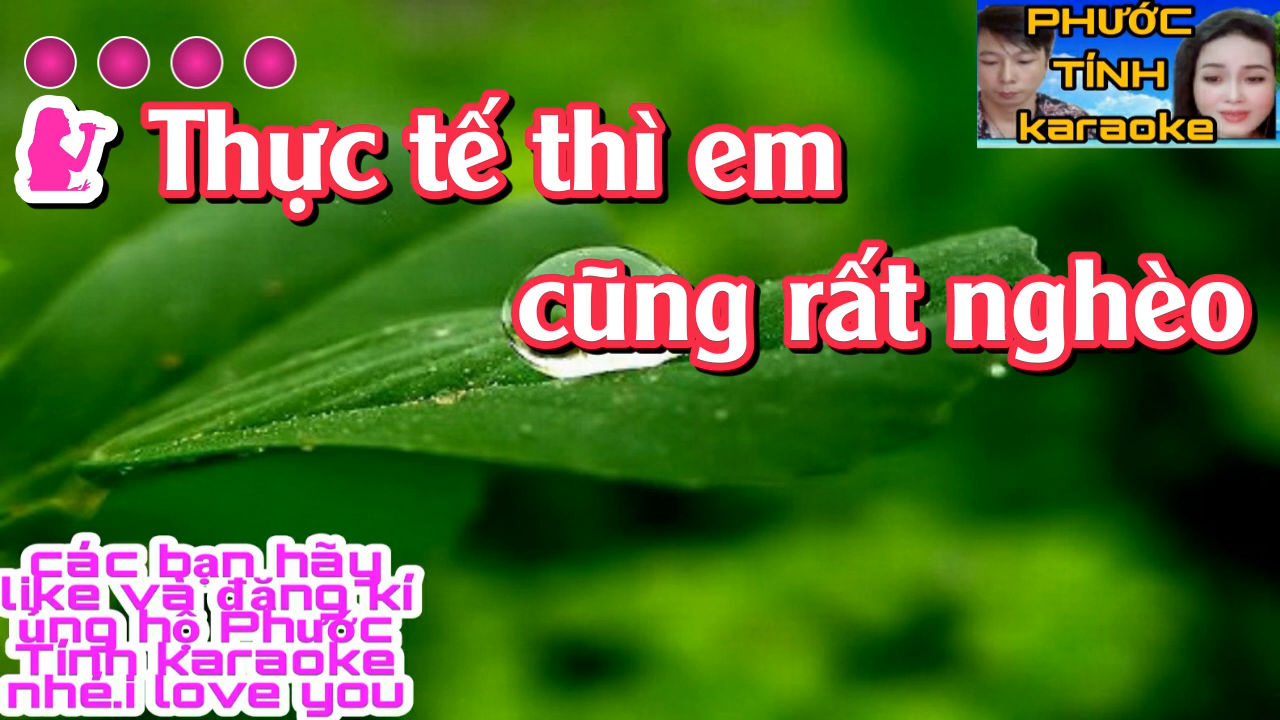 PHƯỚC
TÍNH
karaoke
Thực tế thì em
cũng rất nghèo
các bạn hãy
like và đăng kí
ủng hộ Phước
Tính Karaoke
nhé.i love you